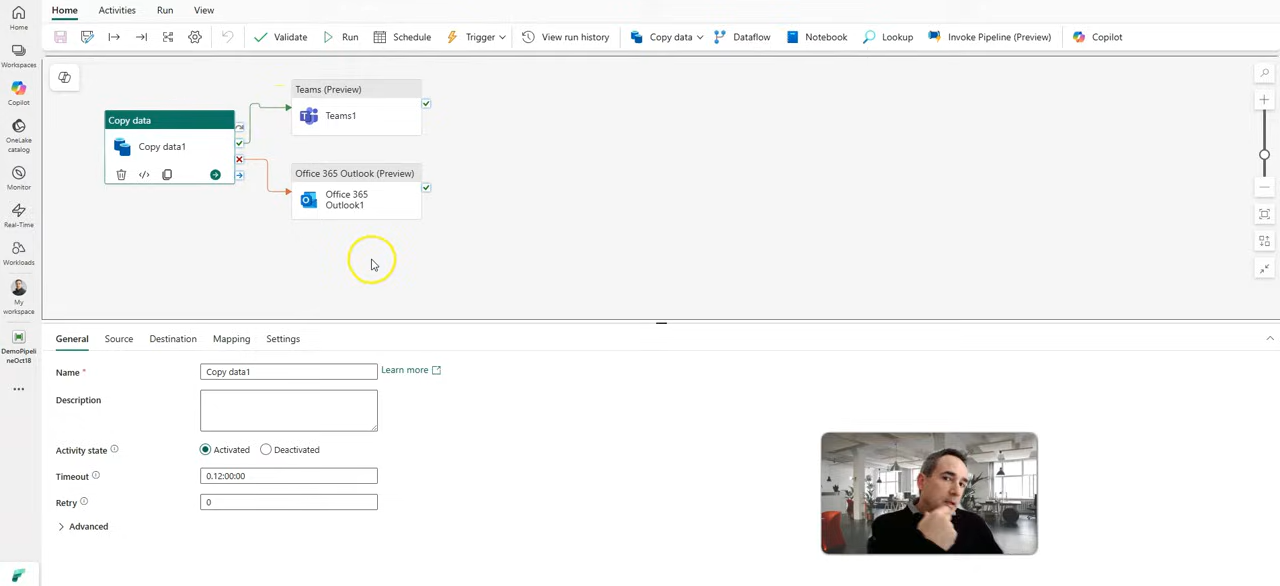 Home Activities Run View
Validate Run Schedule Trigger View run history Copy data Dataflow Notebook Lookup Invoke Pipeline (Preview) Copilot
Home
Workspaces
Copilot
OneLake
catalog
Monitor
Real-Time
Workloads
My
workspace
DemoPipeli
neOct18
Teams (Preview)
Teams1
Copy data
Copy data1
Office 365 Outlook (Preview)
Office 365
Outlook1
General Source Destination Mapping Settings
Name * Copy data1 Learn more
Description
Activity state Activated Deactivated
Timeout 0.12:00:00
Retry 0
Advanced